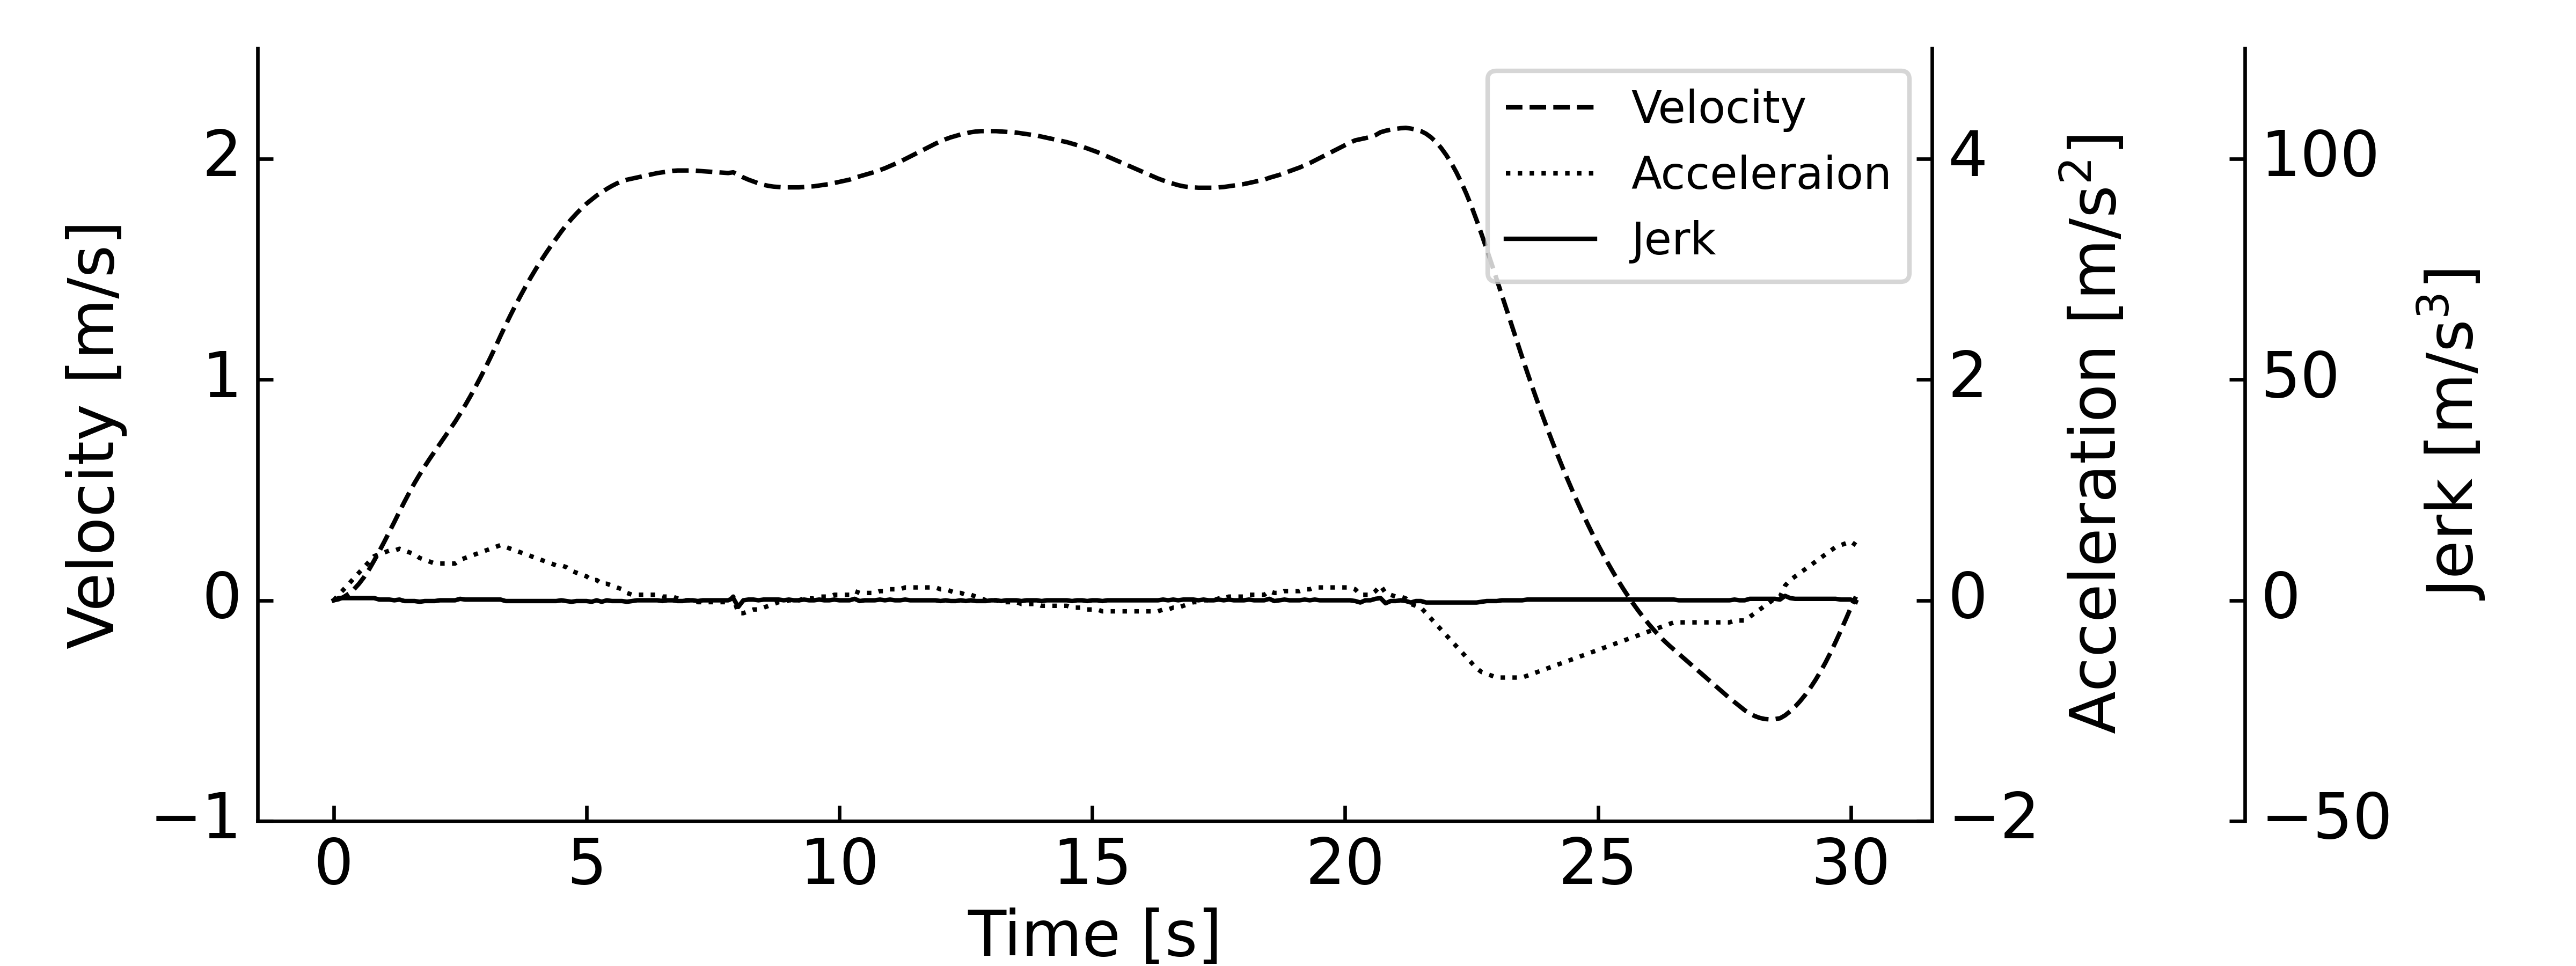 Velocity [m/s]
2
1
0
−1
Velocity
Acceleraion
Jerk
4
2
0
−2
Acceleration [m/s²]
100
50
0
−50
Jerk [m/s³]
0 5 10 15 20 25 30
Time [s]